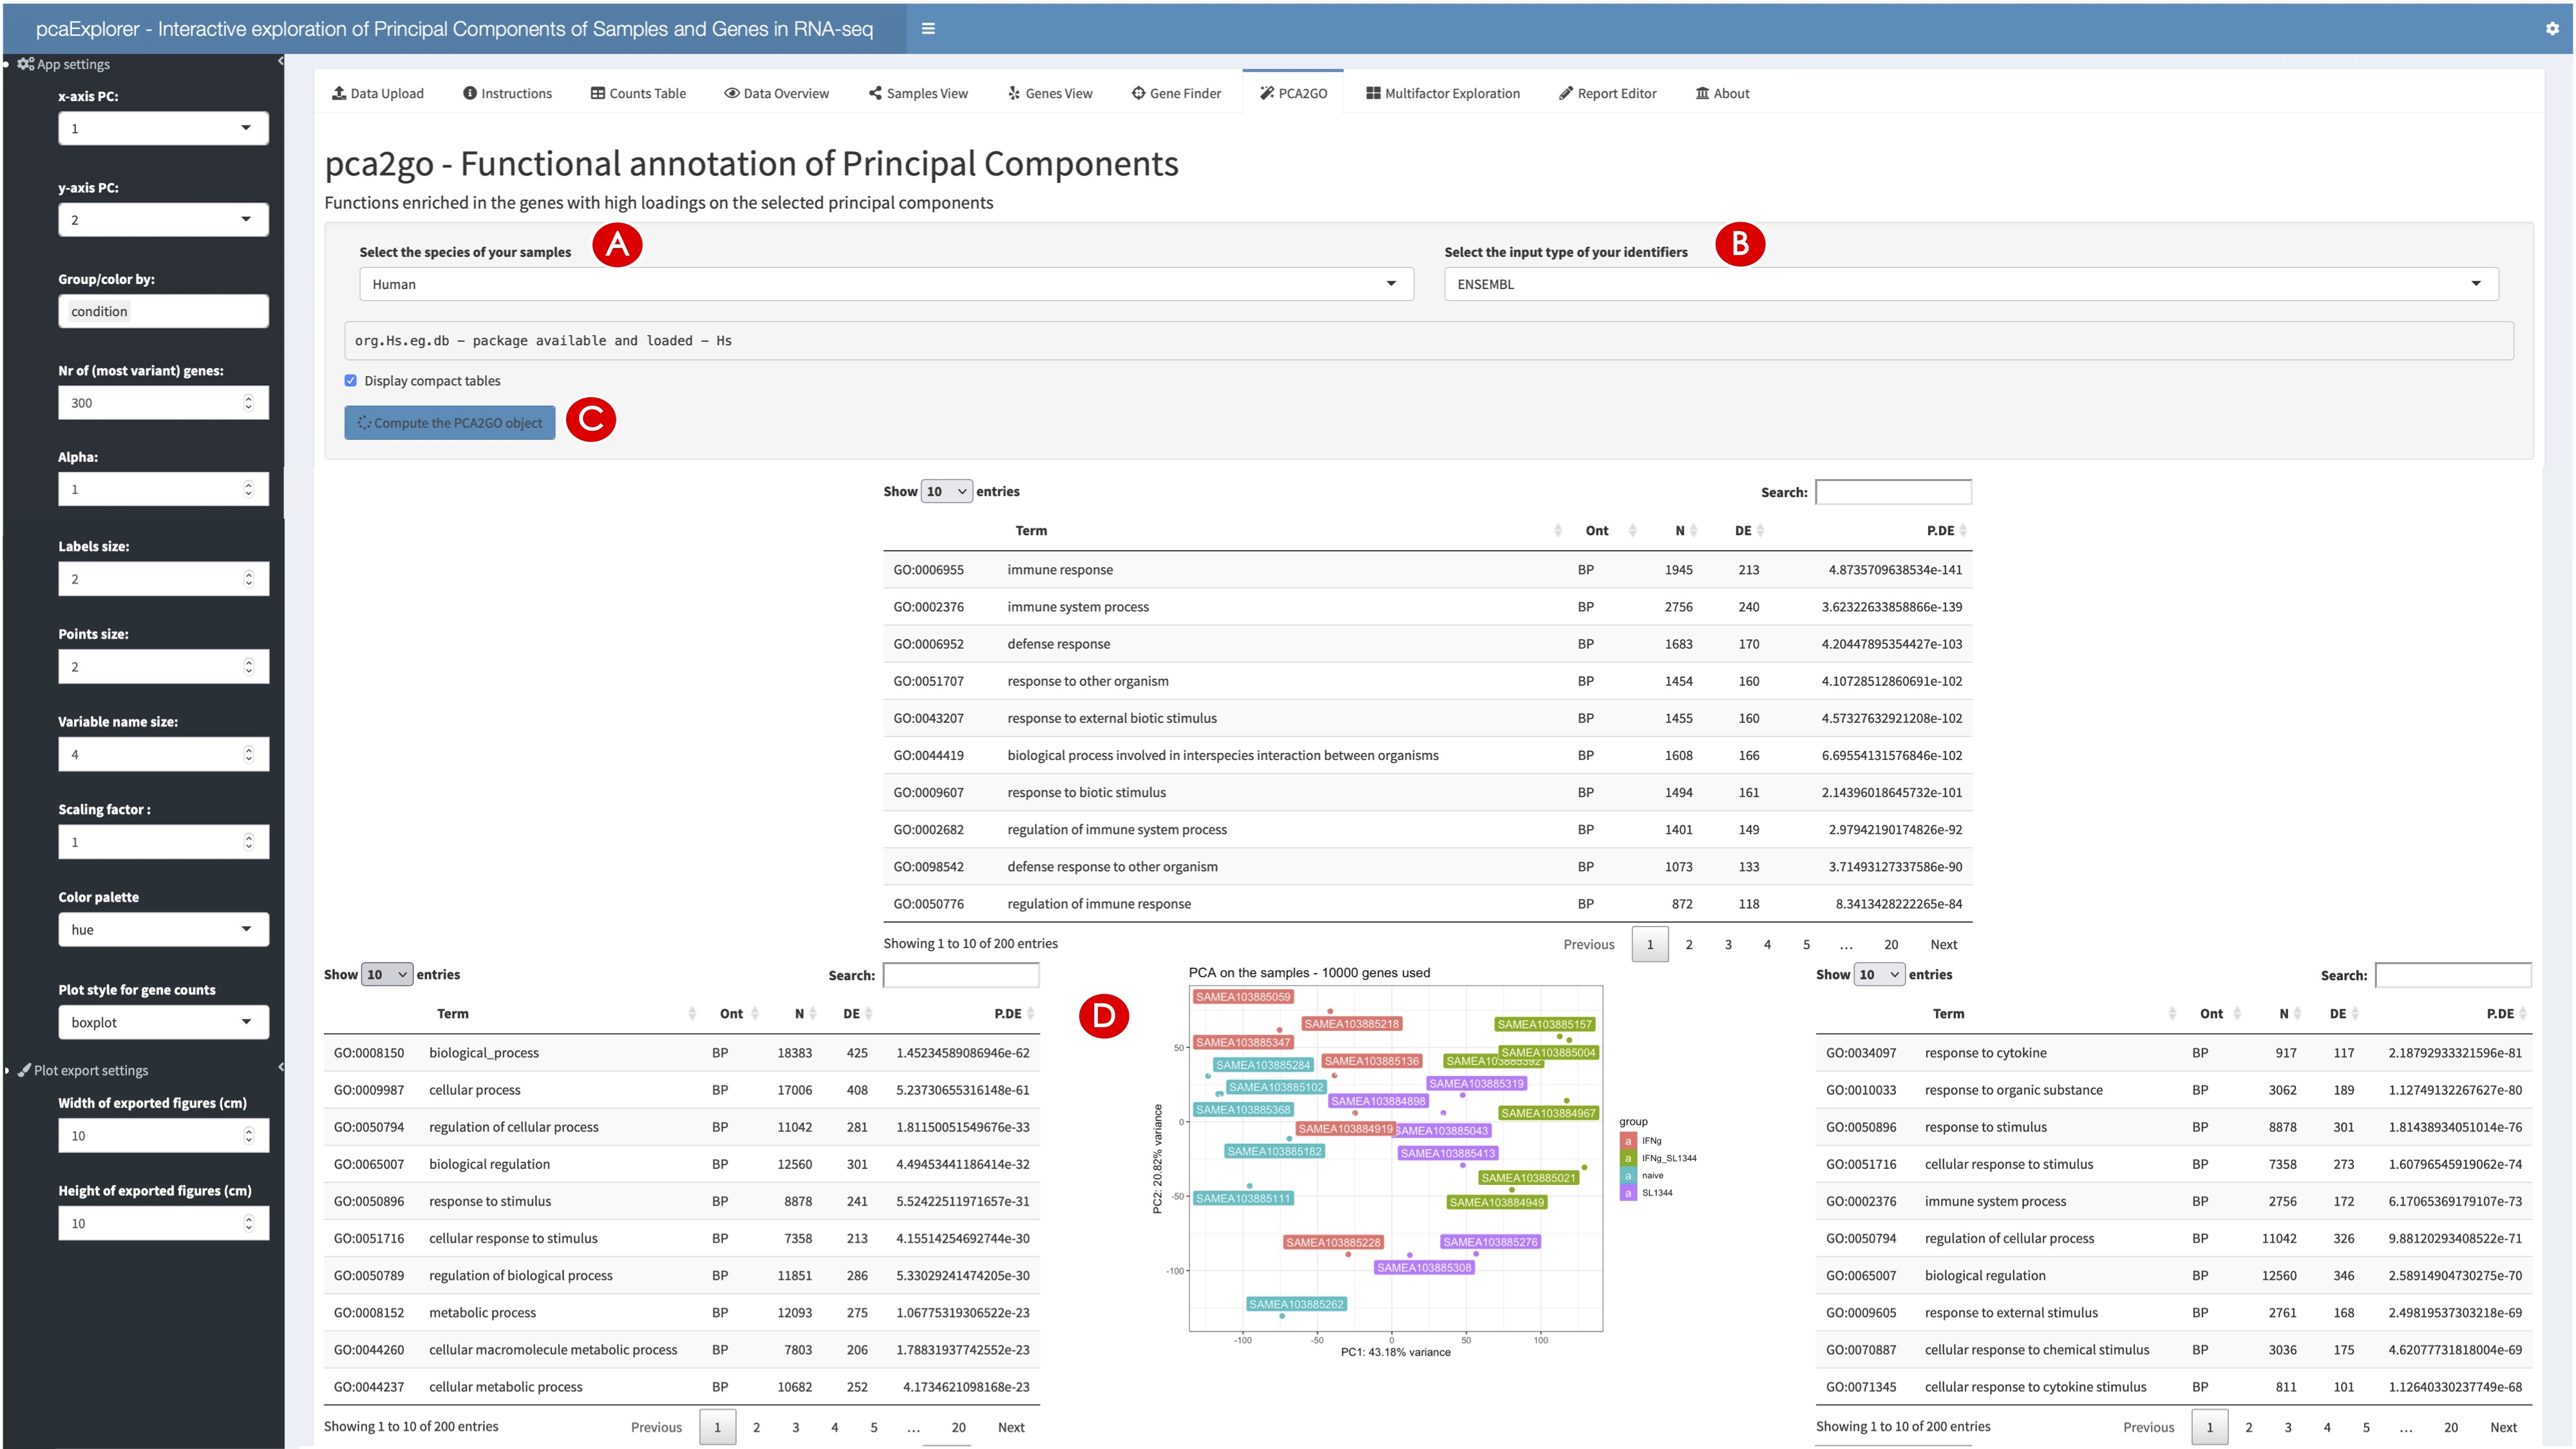 pcaExplorer - Interactive exploration of Principal Components of Samples and Genes in RNA-seq
App settings
x-axis PC:
1
y-axis PC:
2
Group/color by:
condition
Nr of (most variant) genes:
300
Alpha:
1
Labels size:
2
Points size:
2
Variable name size:
4
Scaling factor :
1
Color palette
hue
Plot style for gene counts
boxplot
Plot export settings
Width of exported figures (cm)
10
Height of exported figures (cm)
10
Data Upload Instructions Counts Table Data Overview Samples View Genes View Gene Finder PCA2GO Multifactor Exploration Report Editor About
pca2go - Functional annotation of Principal Components
Functions enriched in the genes with high loadings on the selected principal components
Select the species of your samples A
Human
Select the input type of your identifiers B
ENSEMBL
org.Hs.eg.db – package available and loaded – Hs
Display compact tables
Compute the PCA2GO object C
Show 10 entries Search:
Term Ont N DE P.DE
GO:0006955 immune response BP 1945 213 4.8735709638534e-141
GO:0002376 immune system process BP 2756 240 3.62322633858866e-139
GO:0006952 defense response BP 1683 170 4.20447895354427e-103
GO:0051707 response to other organism BP 1454 160 4.10728512860691e-102
GO:0043207 response to external biotic stimulus BP 1455 160 4.57327632921208e-102
GO:0044419 biological process involved in interspecies interaction between organisms BP 1608 166 6.69554131576846e-102
GO:0009607 response to biotic stimulus BP 1494 161 2.14396018645732e-101
GO:0002682 regulation of immune system process BP 1401 149 2.97942190174826e-92
GO:0098542 defense response to other organism BP 1073 133 3.71493127337586e-90
GO:0050776 regulation of immune response BP 872 118 8.3413428222265e-84
Showing 1 to 10 of 200 entries Previous 1 2 3 4 5 … 20 Next
Show 10 entries Search:
Term Ont N DE P.DE
GO:0008150 biological_process BP 18383 425 1.45234589086946e-62
GO:0009987 cellular process BP 17006 408 5.23730655316148e-61
GO:0050794 regulation of cellular process BP 11042 281 1.81150051549676e-33
GO:0065007 biological regulation BP 12560 301 4.49453441186414e-32
GO:0050896 response to stimulus BP 8878 241 5.52422511971657e-31
GO:0051716 cellular response to stimulus BP 7358 213 4.15514254692744e-30
GO:0050789 regulation of biological process BP 11851 286 5.33029241474205e-30
GO:0008152 metabolic process BP 12093 275 1.06775319306522e-23
GO:0044260 cellular macromolecule metabolic process BP 7803 206 1.78831937742552e-23
GO:0044237 cellular metabolic process BP 10682 252 4.1734621098168e-23
Showing 1 to 10 of 200 entries Previous 1 2 3 4 5 … 20 Next
D
PCA on the samples - 10000 genes used
SAMEA103885059
SAMEA103885218
SAMEA103885157
SAMEA103885347
SAMEA103885004
SAMEA103885284
SAMEA103885136
SAMEA103885392
SAMEA103885102
SAMEA103885319
SAMEA103884898
SAMEA103885368
SAMEA103884967
SAMEA103884919
SAMEA103885043
SAMEA103885182
SAMEA103885413
SAMEA103885021
SAMEA103885111
SAMEA103884949
SAMEA103885228
SAMEA103885276
SAMEA103885308
SAMEA103885262
50
0
-50
-100
PC2: 20.82% variance
-100 -50 0 50 100
PC1: 43.18% variance
group
a IFNg
a IFNg_SL1344
a naive
a SL1344
Show 10 entries Search:
Term Ont N DE P.DE
GO:0034097 response to cytokine BP 917 117 2.18792933321596e-81
GO:0010033 response to organic substance BP 3062 189 1.12749132267627e-80
GO:0050896 response to stimulus BP 8878 301 1.81438934051014e-76
GO:0051716 cellular response to stimulus BP 7358 273 1.60796545919062e-74
GO:0002376 immune system process BP 2756 172 6.17065369179107e-73
GO:0050794 regulation of cellular process BP 11042 326 9.88120293408522e-71
GO:0065007 biological regulation BP 12560 346 2.58914904730275e-70
GO:0009605 response to external stimulus BP 2761 168 2.49819537303218e-69
GO:0070887 cellular response to chemical stimulus BP 3036 175 4.62077731818004e-69
GO:0071345 cellular response to cytokine stimulus BP 811 101 1.12640330237749e-68
Showing 1 to 10 of 200 entries Previous 1 2 3 4 5 … 20 Next